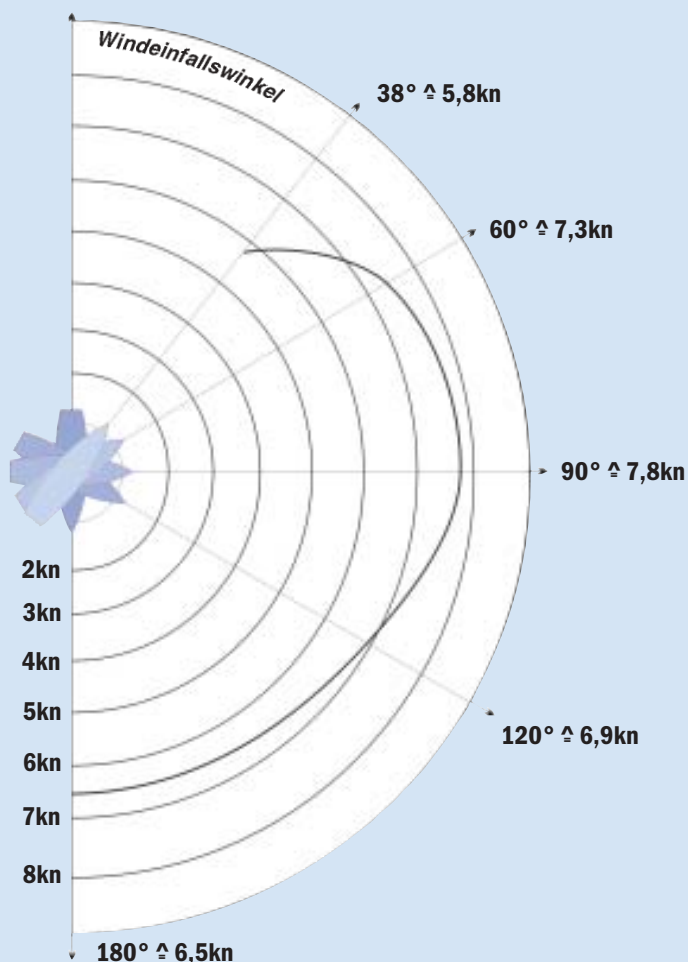 Windeinfallswinkel
38° ≙ 5,8kn
60° ≙ 7,3kn
90° ≙ 7,8kn
2kn
3kn
4kn
5kn
120° ≙ 6,9kn
6kn
7kn
8kn
180° ≙ 6,5kn